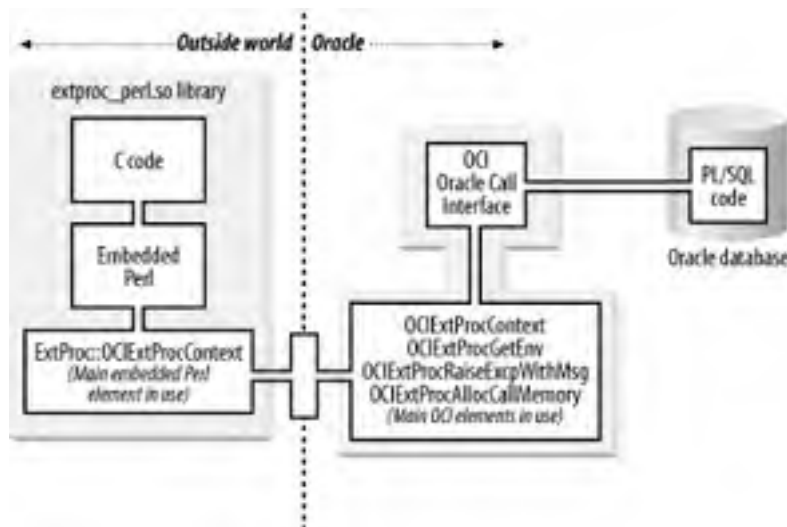 Outside world
Oracle
extproc_perl.so library
C code
Embedded
Perl
ExtProc::OCIExtProcContext
(Main embedded Perl
element in use)
OCI
Oracle Call
Interface
OCIExtProcContext
OCIExtProcGetEnv
OCIExtProcRaiseExcpWithMsg
OCIExtProcAllocCallMemory
(Main OCI elements in use)
PL/SQL
code
Oracle database